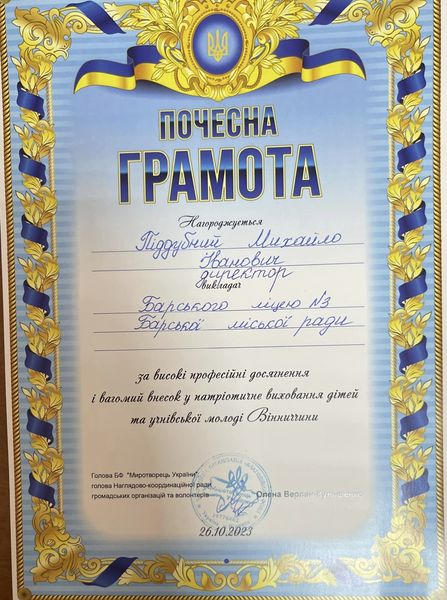 ПОЧЕСНА
ГРАМОТА
Нагороджується
Піддубний Михайло
Іванович
директор
викладач
Барського ліцею №3
Барської міської ради
за високі професійні досягнення
і вагомий внесок у патріотичне виховання дітей
та учнівської молоді Вінниччини
Голова БФ "Миротворець України",
голова Наглядово-координаційної ради
громадських організацій та волонтерів
Олена
26.10.2023